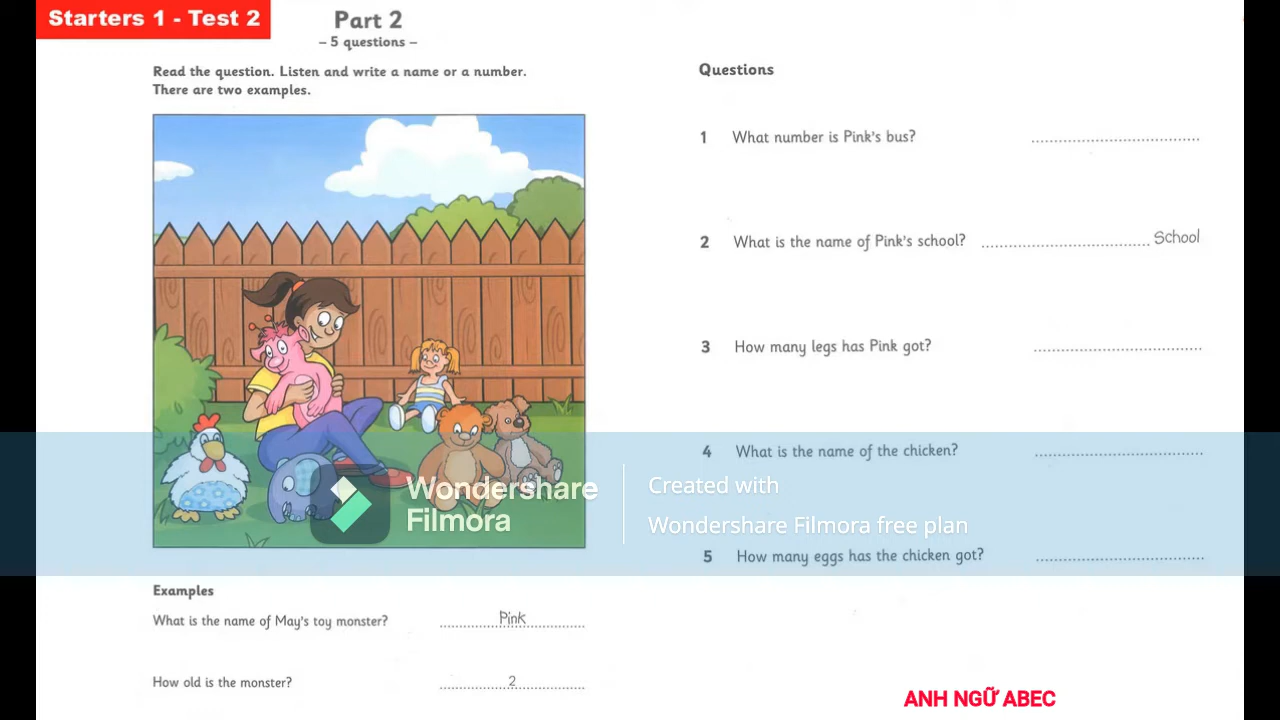 Starters 1 - Test 2
Part 2
– 5 questions –
Read the question. Listen and write a name or a number.
There are two examples.
Examples
What is the name of May's toy monster? Pink
How old is the monster? 2
Questions
1 What number is Pink's bus?
2 What is the name of Pink's school? School
3 How many legs has Pink got?
4 What is the name of the chicken?
5 How many eggs has the chicken got?
Wondershare
Filmora
Created with
Wondershare Filmora free plan
ANH NGỮ ABEC